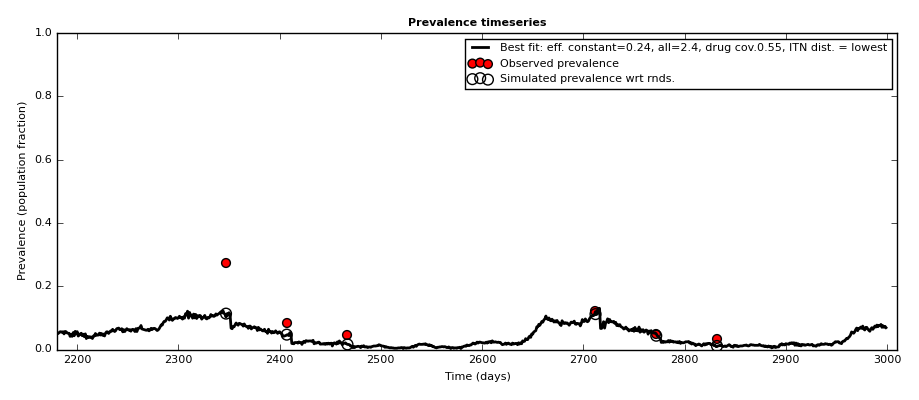 Prevalence timeseries
1.0
Best fit: eff. constant=0.24, all=2.4, drug cov.0.55, ITN dist. = lowest
Observed prevalence
Simulated prevalence wrt rnds.
0.8
0.6
0.4
0.2
0.0
Prevalence (population fraction)
2200 2300 2400 2500 2600 2700 2800 2900 3000
Time (days)